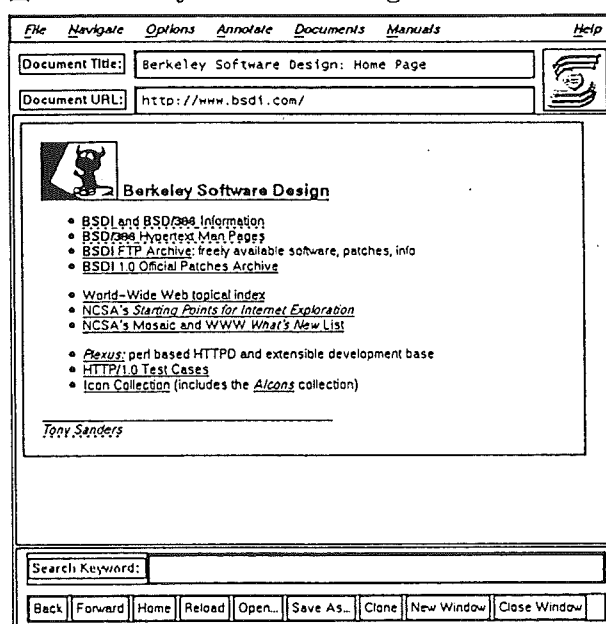 File Navigate Options Annotate Documents Manuals Help
Document Title: Berkeley Software Design: Home Page
Document URL: http://www.bsdi.com/
Berkeley Software Design
BSDI and BSD/386 Information
BSD/386 Hypertext Man Pages
BSDI FTP Archive: freely available software, patches, info
BSDI 1.0 Official Patches Archive
World-Wide Web topical index
NCSA's Starting Points for Internet Exploration
NCSA's Mosaic and WWW What's New List
Plexus: perl based HTTPD and extensible development base
HTTP/1.0 Test Cases
Icon Collection (includes the AIcons collection)
Tony Sanders
Search Keyword:
Back Forward Home Reload Open... Save As... Clone New Window Close Window